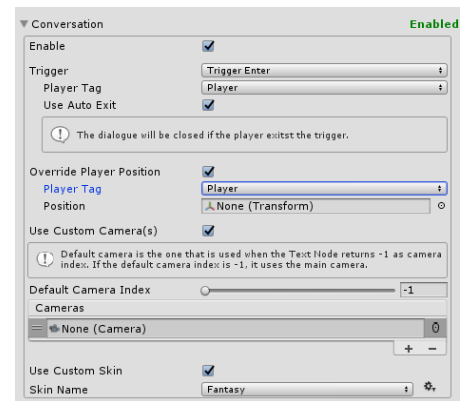 Conversation Enabled
Enable
Trigger Trigger Enter
Player Tag Player
Use Auto Exit
The dialogue will be closed if the player exitst the trigger.
Override Player Position
Player Tag Player
Position None (Transform)
Use Custom Camera(s)
Default camera is the one that is used when the Text Node returns -1 as camera
index. If the default camera index is -1, it uses the main camera.
Default Camera Index -1
Cameras
None (Camera) 0
+ −
Use Custom Skin
Skin Name Fantasy